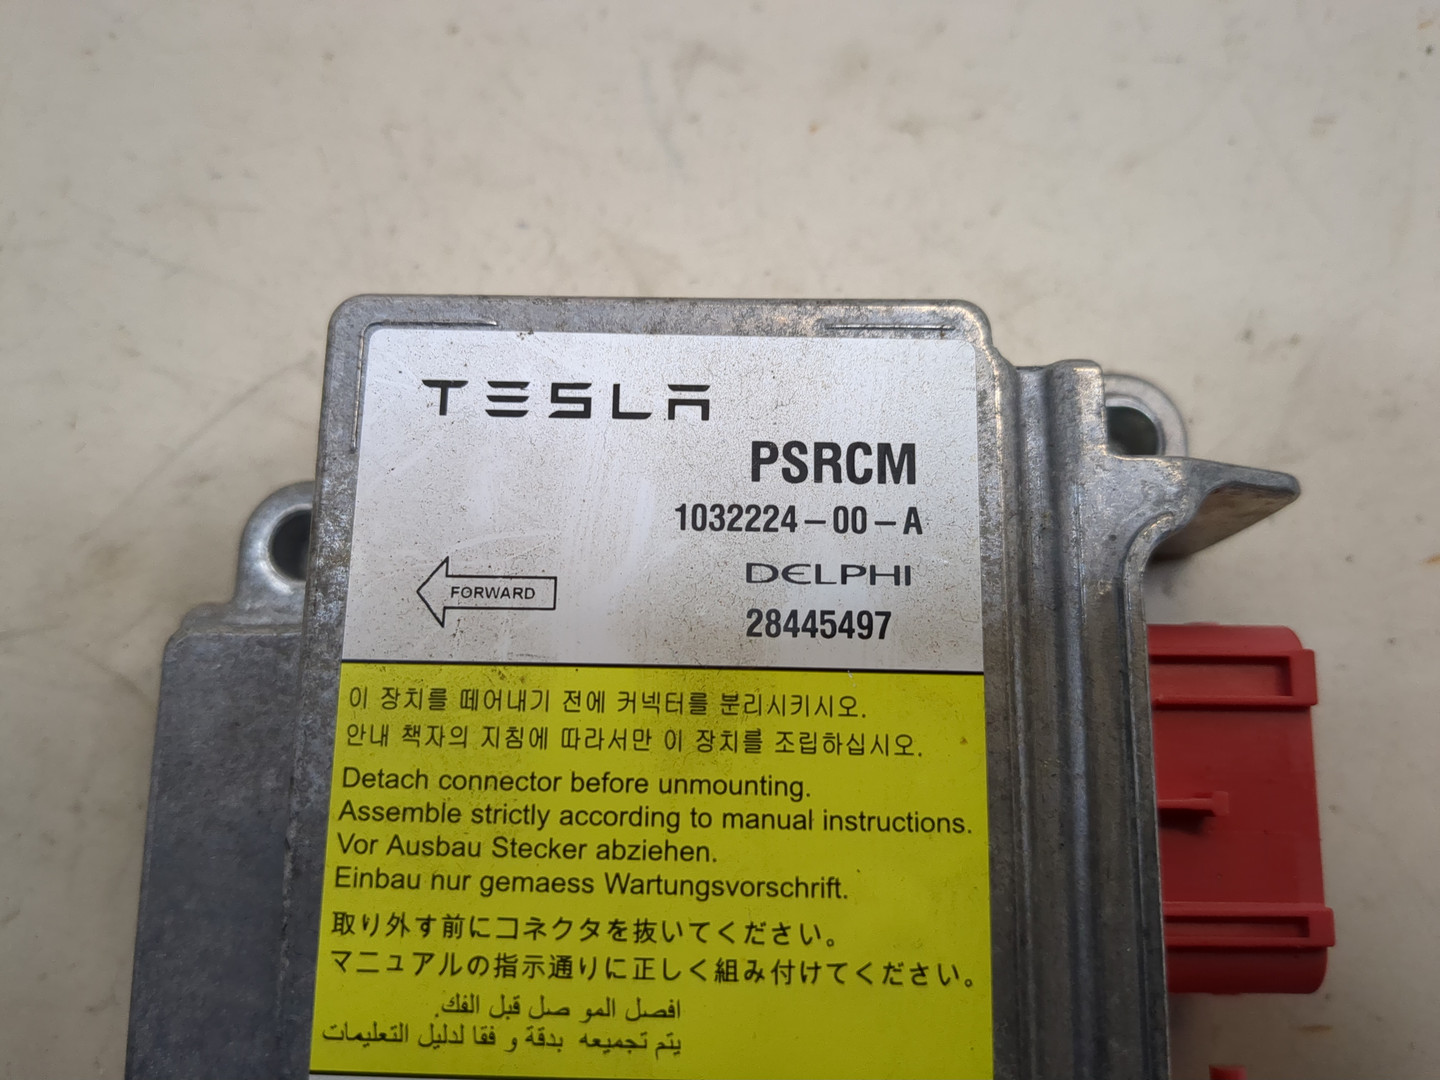 TESLA
PSRCM
1032224-00-A
DELPHI
FORWARD
28445497
이 장치를 떼어내기 전에 커넥터를 분리시키시오.
안내 책자의 지침에 따라서만 이 장치를 조립하십시오.
Detach connector before unmounting.
Assemble strictly according to manual instructions.
Vor Ausbau Stecker abziehen.
Einbau nur gemaess Wartungsvorschrift.
取り外す前にコネクタを抜いてください。
マニュアルの指示通りに正しく組み付けてください。
افصل المو صل قبل الفك.
يتم تجميعه بدقة و فقا لدليل التعليمات